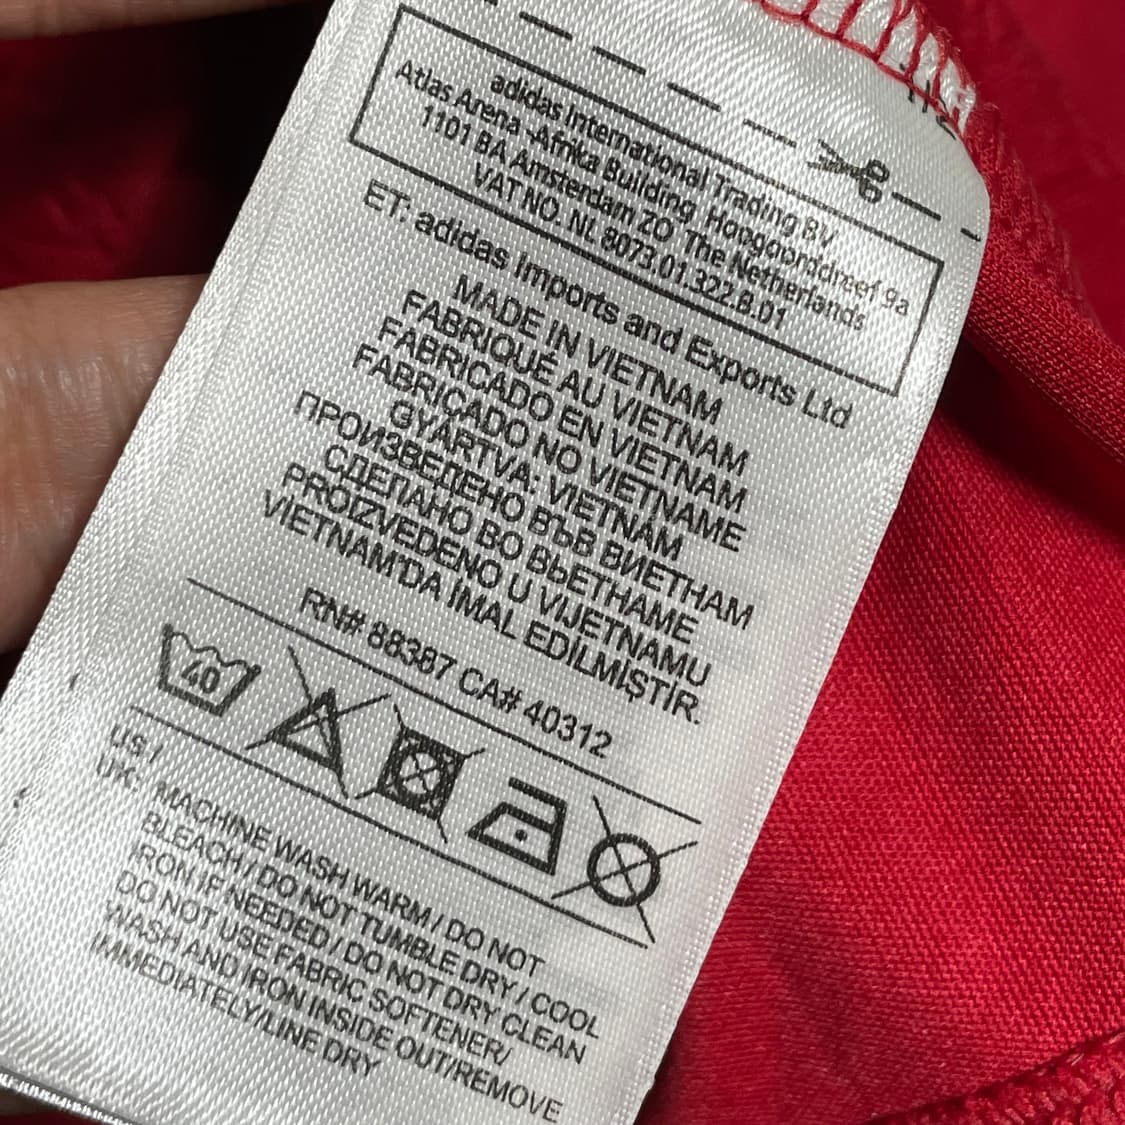 adidas International Trading BV
Atlas Arena -Afrika Building, Hoogoorddreef 9a
1101 BA Amsterdam ZO The Netherlands
VAT NO. NL 8073.01.322.B.01
ET: adidas Imports and Exports Ltd
MADE IN VIETNAM
FABRIQUÉ AU VIETNAM
FABRICADO EN VIETNAM
FABRICADO NO VIETNAME
GYÁRTVA: VIETNÁM
ПРОИЗВЕДЕНО ВЪВ ВИЕТНАМ
СДЕЛАНО ВО ВЬЕТНАМЕ
PROIZVEDENO U VIJETNAMU
VİETNAM'DA İMAL EDİLMİŞTİR.
RN# 88387 CA# 40312
40
US /
UK: MACHINE WASH WARM / DO NOT
BLEACH / DO NOT TUMBLE DRY / COOL
IRON IF NEEDED / DO NOT DRY CLEAN
DO NOT USE FABRIC SOFTENER/
WASH AND IRON INSIDE OUT/REMOVE
IMMEDIATELY/LINE DRY